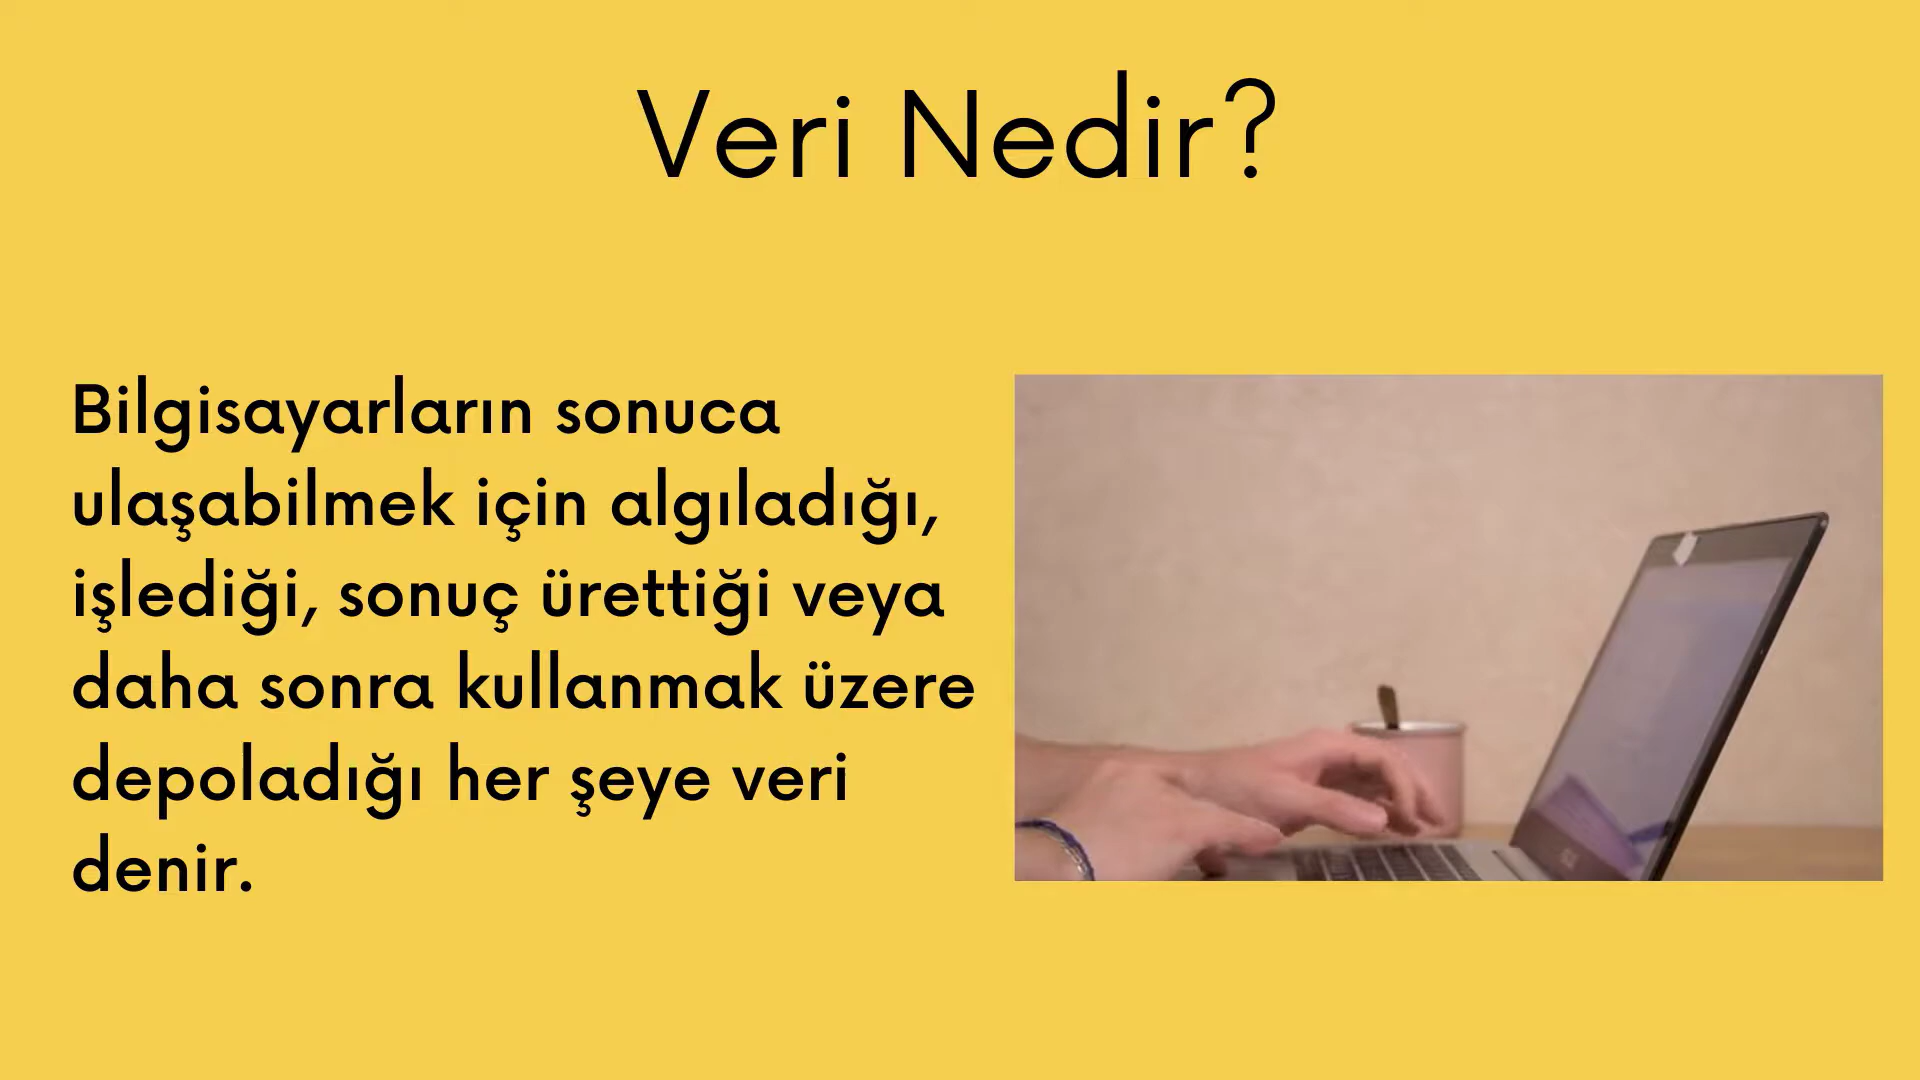 Veri Nedir?
Bilgisayarların sonuca
ulaşabilmek için algıladığı,
işlediği, sonuç ürettiği veya
daha sonra kullanmak üzere
depoladığı her şeye veri
denir.